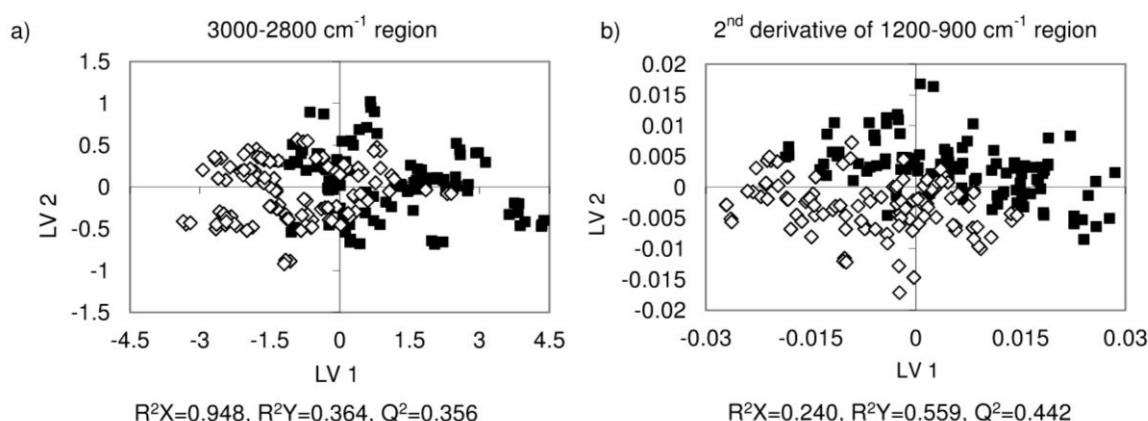 a)
3000-2800 cm⁻¹ region
1.5
1
0.5
0
-0.5
-1
-1.5
LV 2
-4.5 -3 -1.5 0 1.5 3 4.5
LV 1
R²X=0.948, R²Y=0.364, Q²=0.356
b)
2ⁿᵈ derivative of 1200-900 cm⁻¹ region
0.02
0.015
0.01
0.005
0
-0.005
-0.01
-0.015
-0.02
LV 2
-0.03 -0.015 0 0.015 0.03
LV 1
R²X=0.240, R²Y=0.559, Q²=0.442